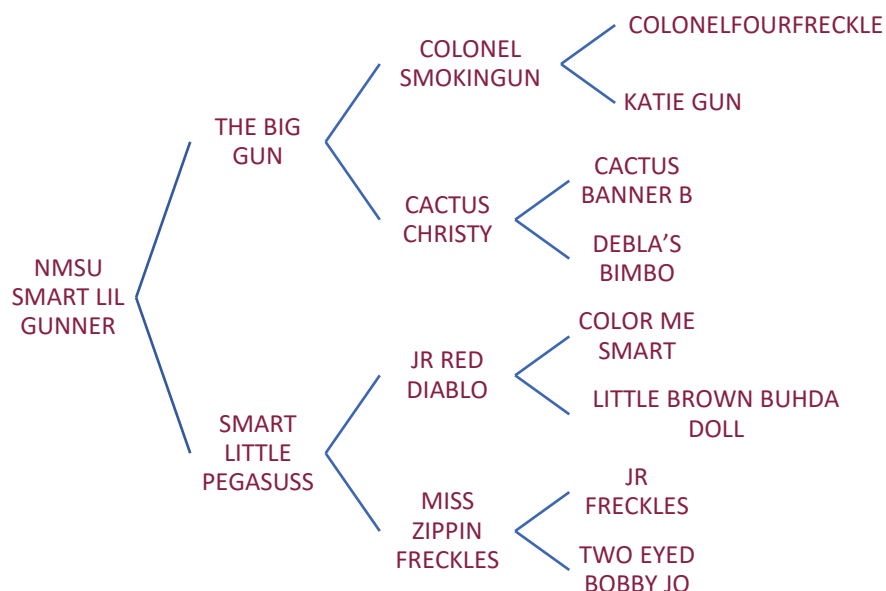 COLONELFOURFRECKLE
COLONEL
SMOKINGUN
KATIE GUN
THE BIG
GUN
CACTUS
BANNER B
CACTUS
CHRISTY
DEBLA’S
BIMBO
NMSU
SMART LIL
GUNNER
COLOR ME
SMART
JR RED
DIABLO
LITTLE BROWN BUHDA
DOLL
SMART
LITTLE
PEGASUSS
JR
FRECKLES
MISS
ZIPPIN
FRECKLES
TWO EYED
BOBBY JO